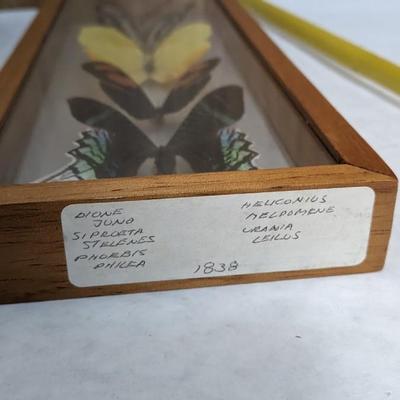 DIONE
JUNO
SIPROETA
STELENES
PHOEBIS
PHILEA
HELICONIUS
MELPOMENE
URANIA
LEILUS
1838